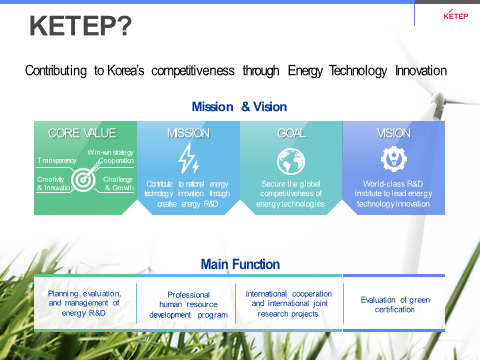 KETEP?
KETEP
Contributing to Korea's competitiveness through Energy Technology Innovation
Mission & Vision
CORE VALUE
Transparency
Win-win strategy
Cooperation
Creativity
& Innovation
Challenge
& Growth
MISSION
Contribute to national energy
technology innovation through
creative energy R&D
GOAL
Secure the global
competitiveness of
energy technologies
VISION
World-class R&D
institute to lead energy
technology innovation
Main Function
Planning, evaluation,
and management of
energy R&D
Professional
human resource
development program
International cooperation
and international joint
research projects
Evaluation of green
certification